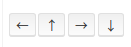 ← ↑ → ↓